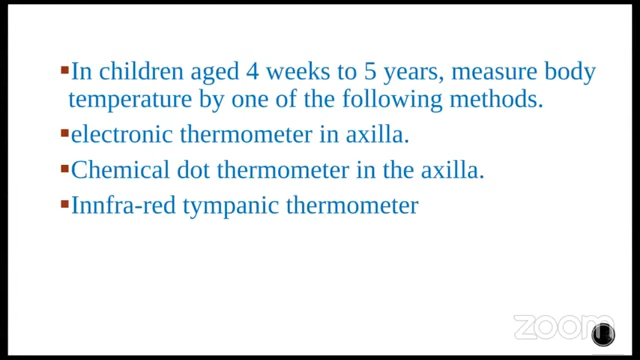 ▪In children aged 4 weeks to 5 years, measure body
temperature by one of the following methods.
▪electronic thermometer in axilla.
▪Chemical dot thermometer in the axilla.
▪Innfra-red tympanic thermometer
zoom